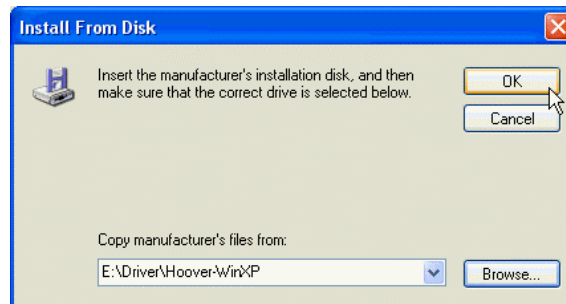 Install From Disk
Insert the manufacturer's installation disk, and then
make sure that the correct drive is selected below.
OK
Cancel
Copy manufacturer's files from:
E:\Driver\Hoover-WinXP
Browse...